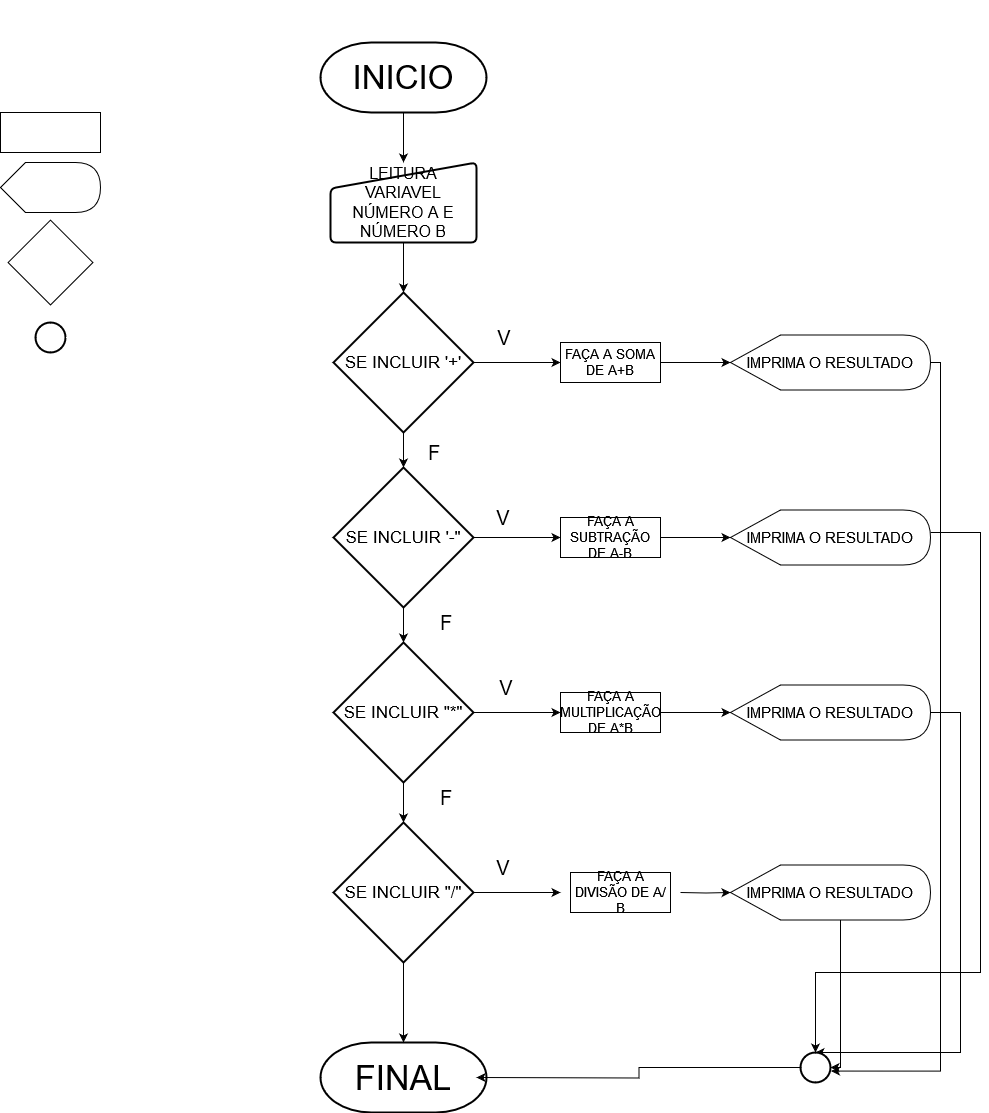 INICIO
LEITURA
VARIAVEL
NÚMERO A E
NÚMERO B
SE INCLUIR '+'
V
FAÇA A SOMA
DE A+B
IMPRIMA O RESULTADO
F
SE INCLUIR '-"
V
FAÇA A
SUBTRAÇÃO
DE A-B
IMPRIMA O RESULTADO
F
SE INCLUIR "*"
V
FAÇA A
MULTIPLICAÇÃO
DE A*B
IMPRIMA O RESULTADO
F
SE INCLUIR "/"
V
FAÇA A
DIVISÃO DE A/
B
IMPRIMA O RESULTADO
FINAL